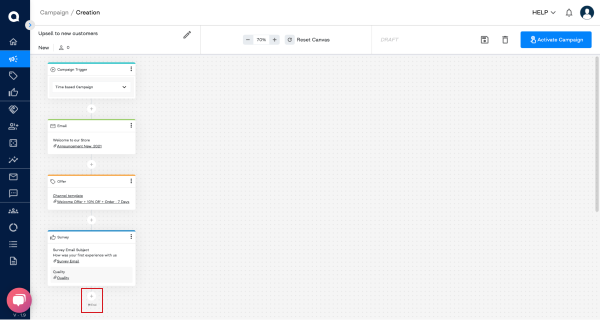 Campaign / Creation
HELP
Upsell to new customers
New
0
70%
Reset Canvas
DRAFT
Activate Campaign
Campaign Trigger
Time based Campaign
Email
Welcome to our Store
Announcement New, 2020
Offer
Channel template
Welcome Offer - 10% Off - Order , 7 Days
Survey
Survey Email Subject
How was your first experience with us
Survey Email
Quality
Quality
V - 1.9